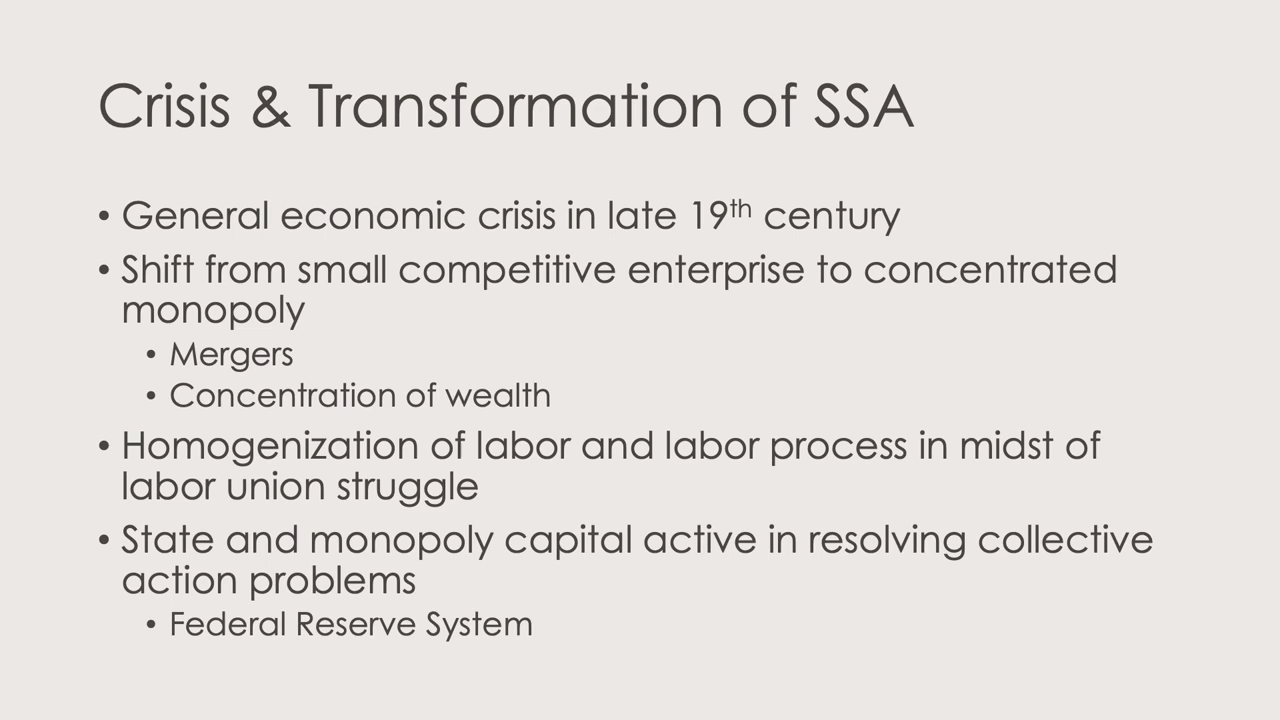 Crisis & Transformation of SSA
• General economic crisis in late 19th century
• Shift from small competitive enterprise to concentrated
monopoly
• Mergers
• Concentration of wealth
• Homogenization of labor and labor process in midst of
labor union struggle
• State and monopoly capital active in resolving collective
action problems
• Federal Reserve System